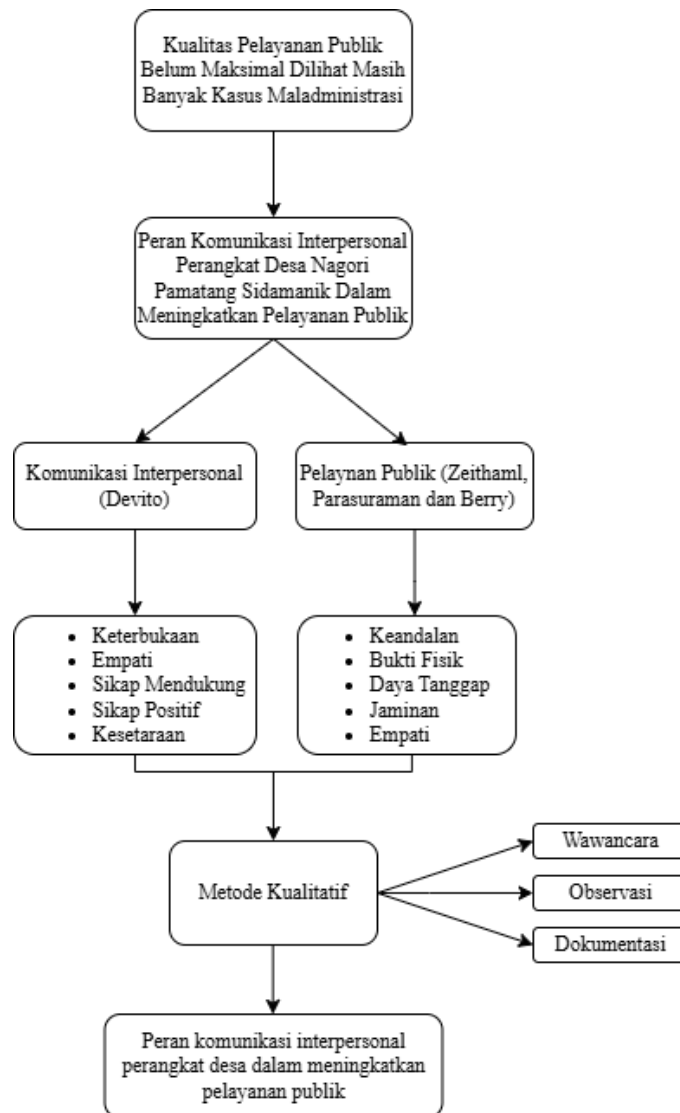 Kualitas Pelayanan Publik
Belum Maksimal Dilihat Masih
Banyak Kasus Maladministrasi
Peran Komunikasi Interpersonal
Perangkat Desa Nagori
Pamatang Sidamanik Dalam
Meningkatkan Pelayanan Publik
Komunikasi Interpersonal
(Devito)
Pelaynan Publik (Zeithaml,
Parasuraman dan Berry)
• Keterbukaan
• Empati
• Sikap Mendukung
• Sikap Positif
• Kesetaraan
• Keandalan
• Bukti Fisik
• Daya Tanggap
• Jaminan
• Empati
Metode Kualitatif
Wawancara
Observasi
Dokumentasi
Peran komunikasi interpersonal
perangkat desa dalam meningkatkan
pelayanan publik